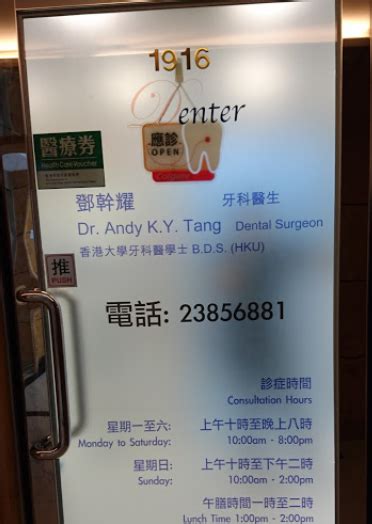 1916
Denter
醫療券
Health Care Voucher
應診
OPEN
鄧幹耀 牙科醫生
Dr. Andy K.Y. Tang Dental Surgeon
香港大學牙科醫學士 B.D.S. (HKU)
推
PUSH
電話: 23856881
診症時間
Consultation Hours
星期一至六: 上午十時至晚上八時
Monday to Saturday: 10:00am - 8:00pm
星期日: 上午十時至下午二時
Sunday: 10:00am - 2:00pm
午膳時間一時至二時
Lunch Time 1:00pm - 2:00pm